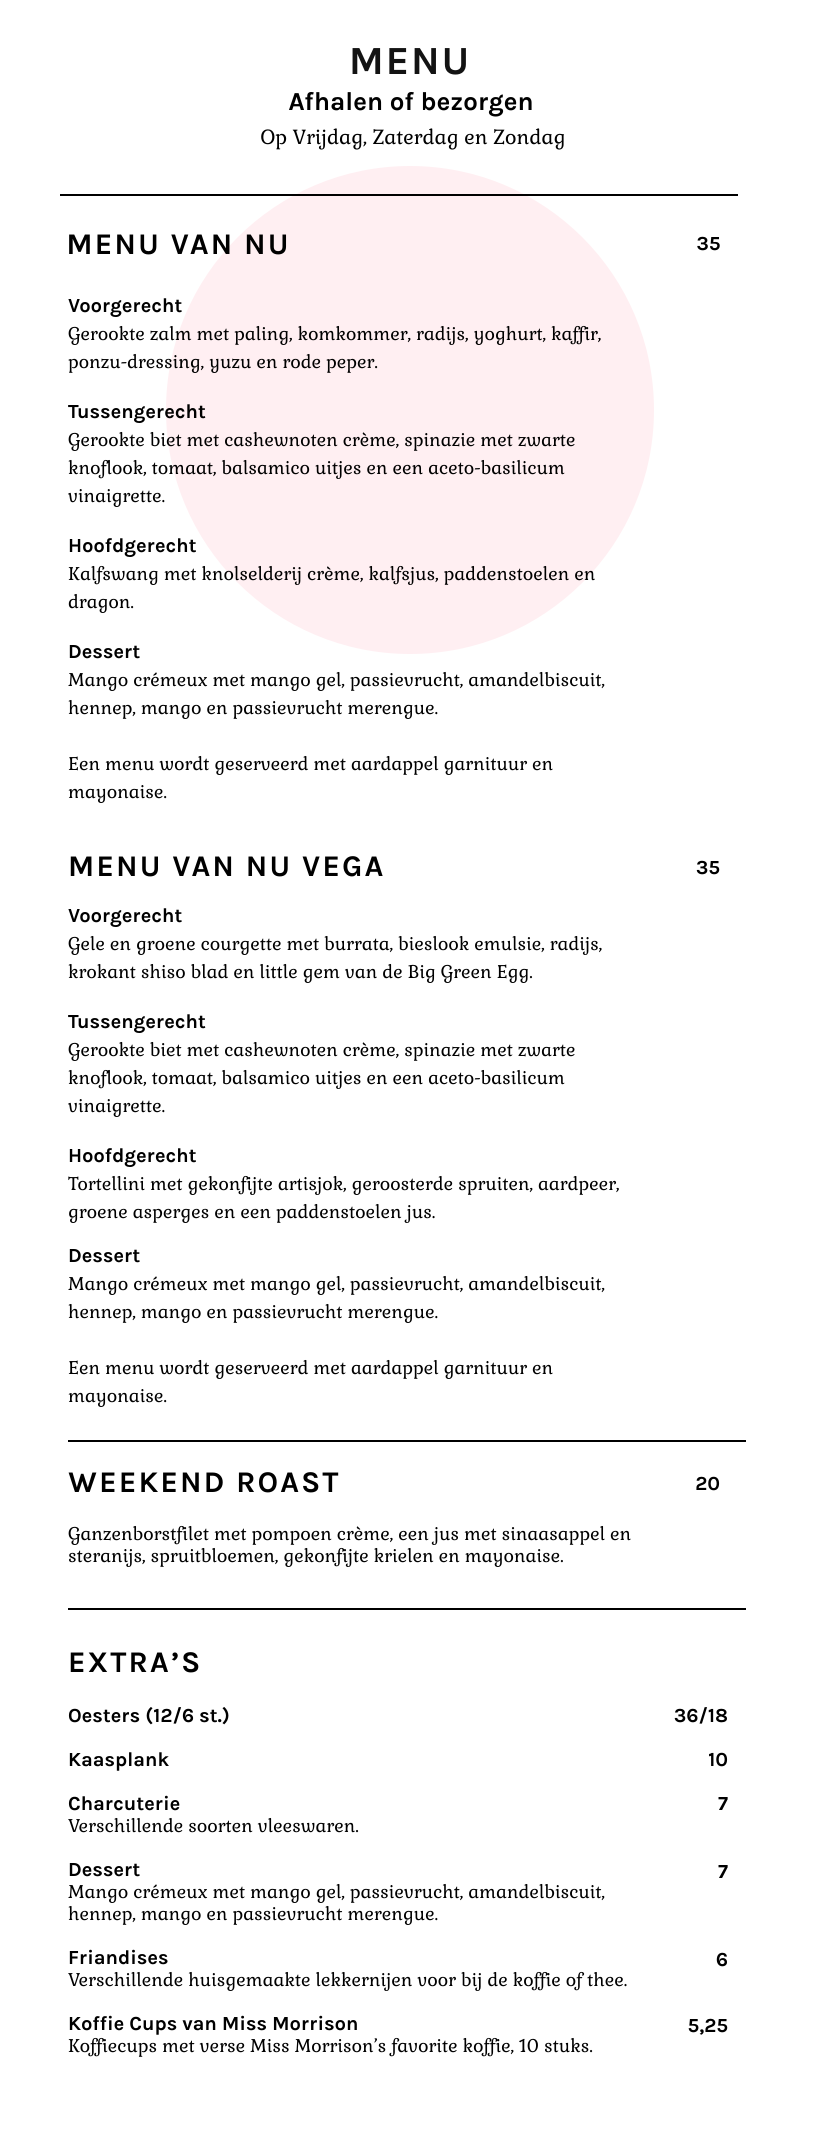 MENU
Afhalen of bezorgen
Op Vrijdag, Zaterdag en Zondag
MENU VAN NU 35
Voorgerecht
Gerookte zalm met paling, komkommer, radijs, yoghurt, kaffir,
ponzu-dressing, yuzu en rode peper.
Tussengerecht
Gerookte biet met cashewnoten crème, spinazie met zwarte
knoflook, tomaat, balsamico uitjes en een aceto-basilicum
vinaigrette.
Hoofdgerecht
Kalfswang met knolselderij crème, kalfsjus, paddenstoelen en
dragon.
Dessert
Mango crémeux met mango gel, passievrucht, amandelbiscuit,
hennep, mango en passievrucht merengue.
Een menu wordt geserveerd met aardappel garnituur en
mayonaise.
MENU VAN NU VEGA 35
Voorgerecht
Gele en groene courgette met burrata, bieslook emulsie, radijs,
krokant shiso blad en little gem van de Big Green Egg.
Tussengerecht
Gerookte biet met cashewnoten crème, spinazie met zwarte
knoflook, tomaat, balsamico uitjes en een aceto-basilicum
vinaigrette.
Hoofdgerecht
Tortellini met gekonfijte artisjok, geroosterde spruiten, aardpeer,
groene asperges en een paddenstoelen jus.
Dessert
Mango crémeux met mango gel, passievrucht, amandelbiscuit,
hennep, mango en passievrucht merengue.
Een menu wordt geserveerd met aardappel garnituur en
mayonaise.
WEEKEND ROAST 20
Ganzenborstfilet met pompoen crème, een jus met sinaasappel en
steranijs, spruitbloemen, gekonfijte krielen en mayonaise.
EXTRA’S
Oesters (12/6 st.) 36/18
Kaasplank 10
Charcuterie 7
Verschillende soorten vleeswaren.
Dessert 7
Mango crémeux met mango gel, passievrucht, amandelbiscuit,
hennep, mango en passievrucht merengue.
Friandises 6
Verschillende huisgemaakte lekkernijen voor bij de koffie of thee.
Koffie Cups van Miss Morrison 5,25
Koffiecups met verse Miss Morrison’s favorite koffie, 10 stuks.